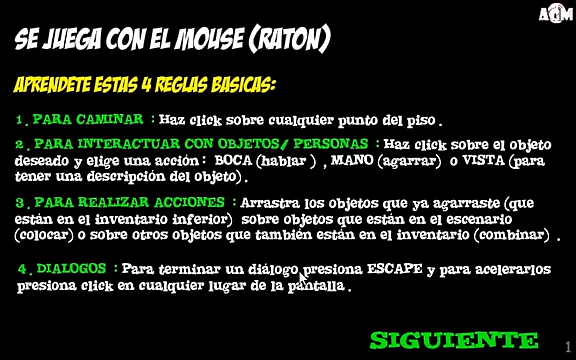 AGM
SE JUEGA CON EL MOUSE (RATON)
APRENDETE ESTAS 4 REGLAS BASICAS:
1. PARA CAMINAR : Haz click sobre cualquier punto del piso.
2. PARA INTERACTUAR CON OBJETOS/ PERSONAS : Haz click sobre el objeto
deseado y elige una acción: BOCA (hablar ) , MANO (agarrar) o VISTA (para
tener una descripción del objeto).
3. PARA REALIZAR ACCIONES : Arrastra los objetos que ya agarraste (que
están en el inventario inferior) sobre objetos que están en el escenario
(colocar) o sobre otros objetos que también están en el inventario (combinar) .
4. DIALOGOS : Para terminar un diálogo presiona ESCAPE y para acelerarlos
presiona click en cualquier lugar de la pantalla.
SIGUIENTE
1